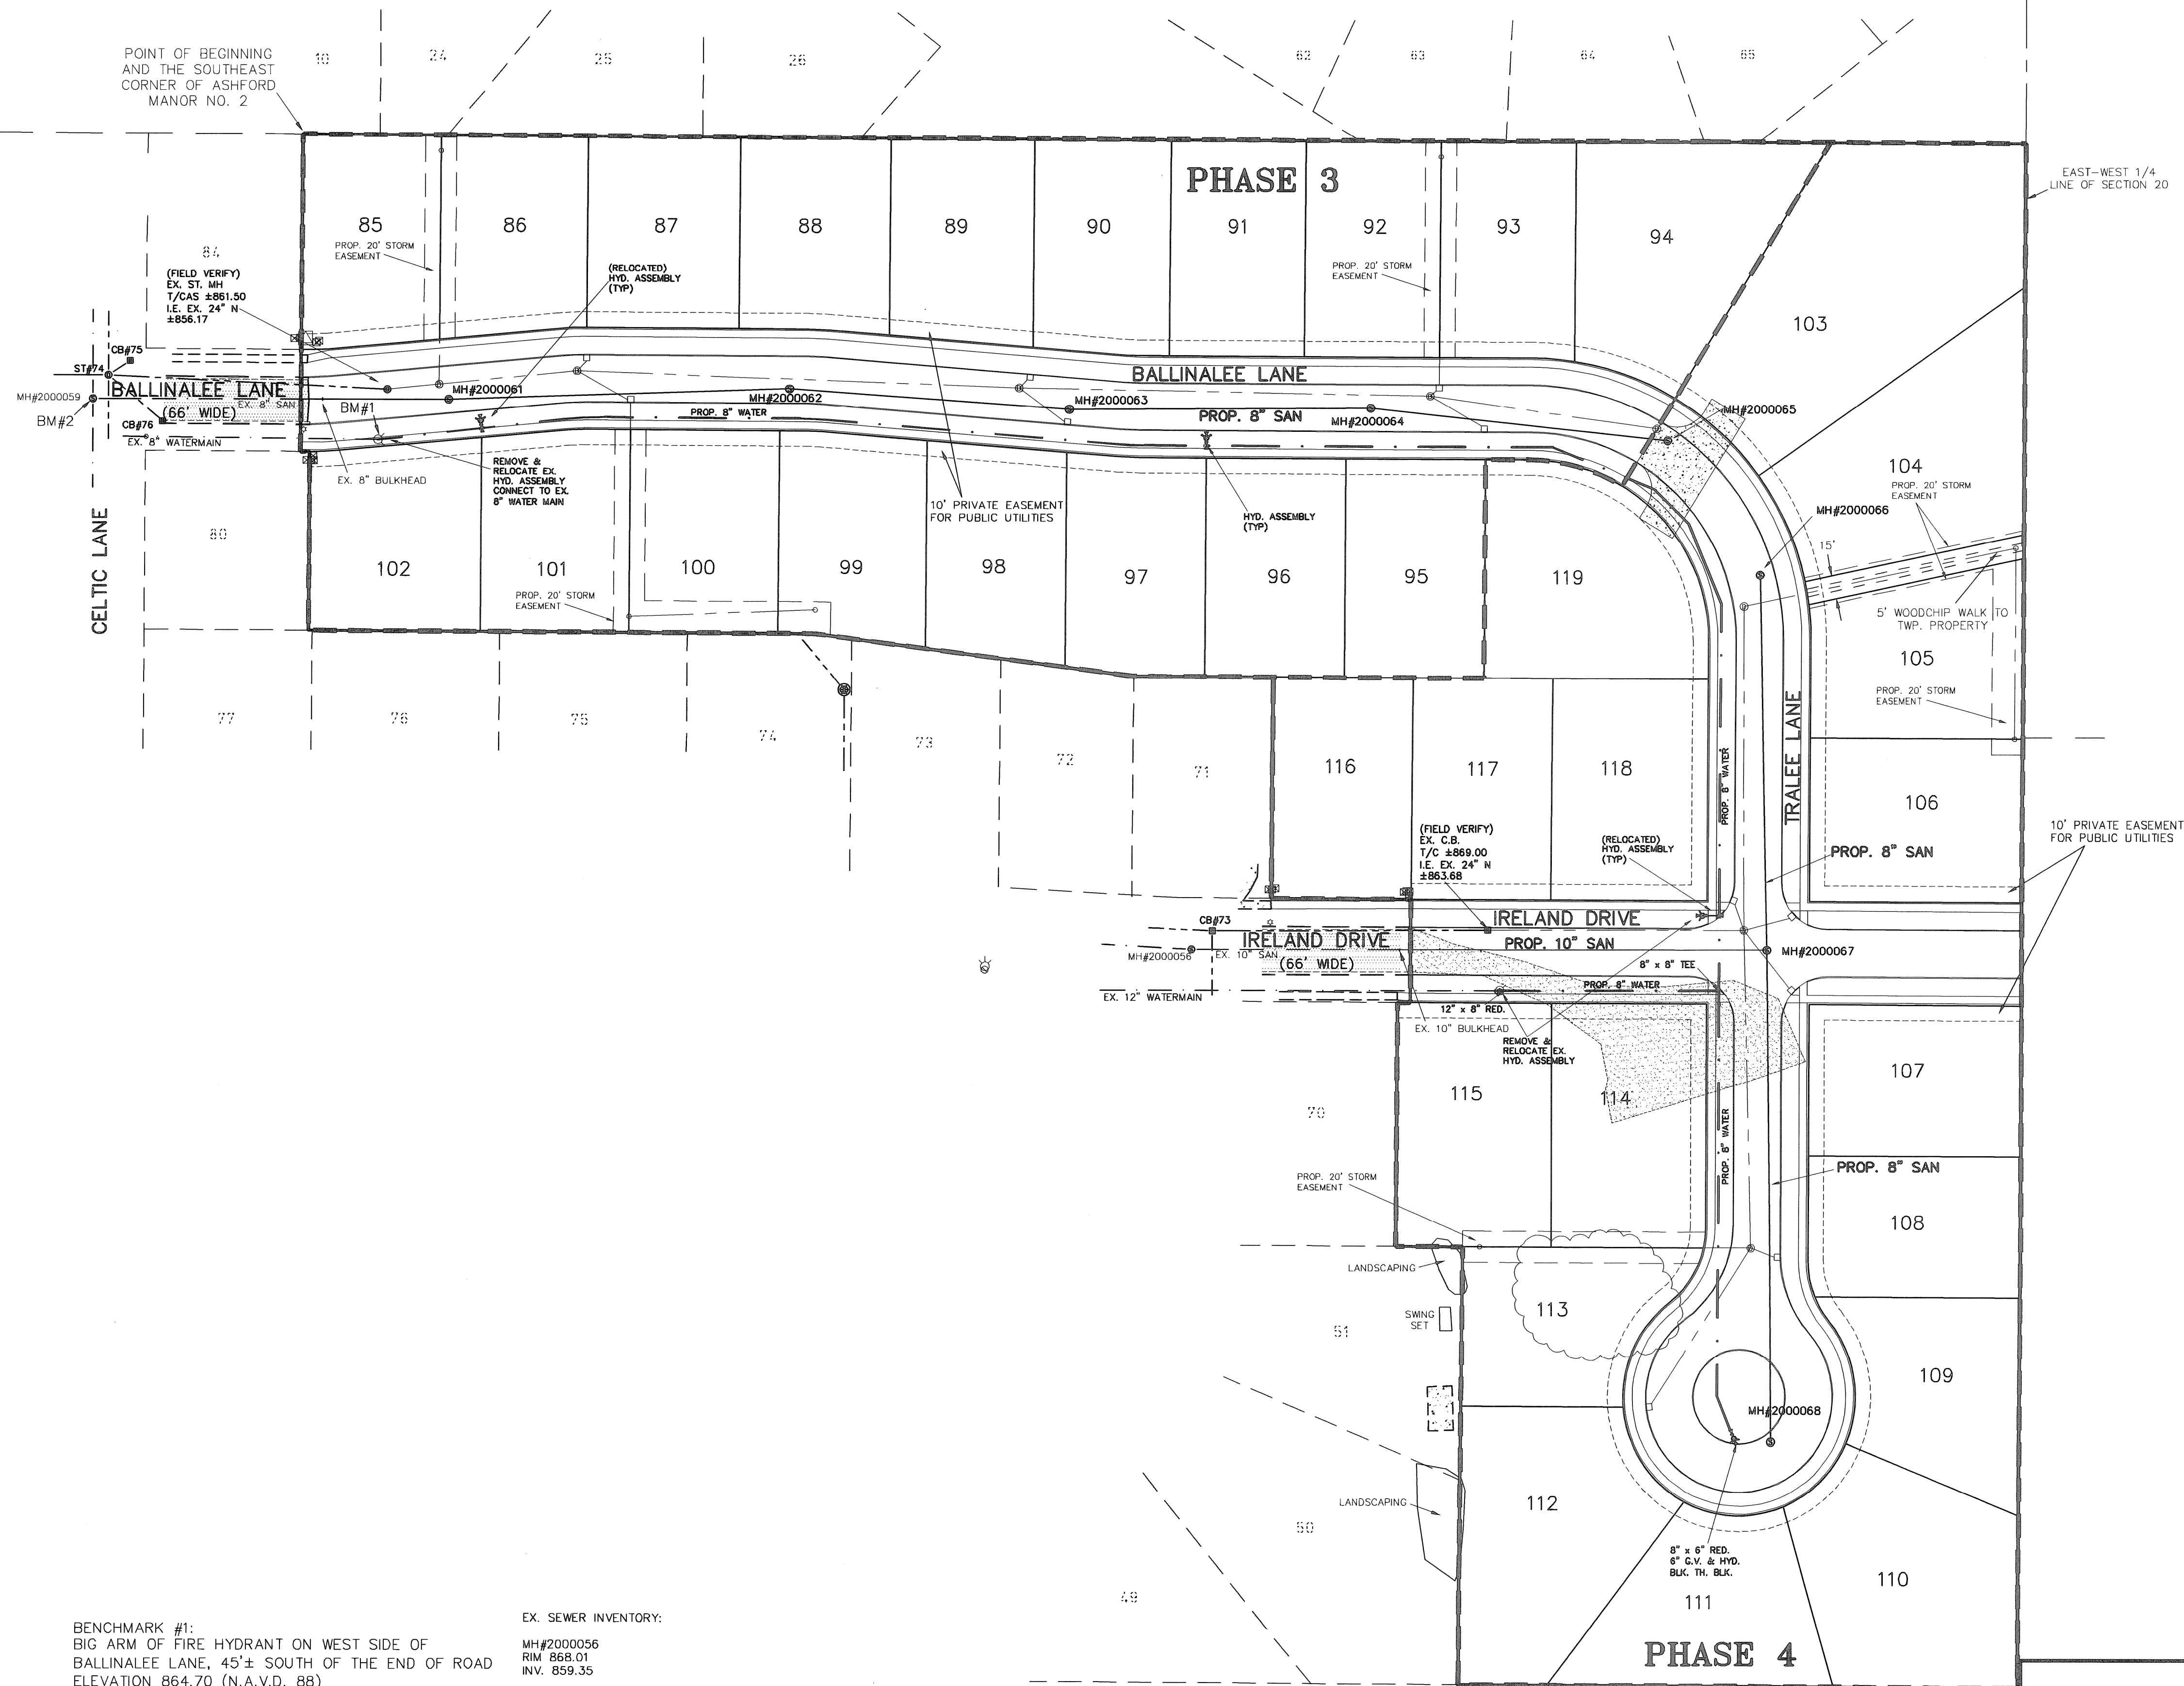 POINT OF BEGINNING
AND THE SOUTHEAST
CORNER OF ASHFORD
MANOR NO. 2
10
24
25
26
62
63
64
65
PHASE 3
EAST-WEST 1/4
LINE OF SECTION 20
84
85
86
87
88
89
90
91
92
93
94
103
PROP. 20' STORM
EASEMENT
PROP. 20' STORM
EASEMENT
(FIELD VERIFY)
EX. ST. MH
T/CAS ±861.50
I.E. EX. 24" N
±856.17
(RELOCATED)
HYD. ASSEMBLY
(TYP)
CB#75
ST#74
MH#2000059
BM#2
BALLINALEE LANE
(66' WIDE)
EX. 8" SAN
CB#76
EX. 8" WATERMAIN
BM#1
MH#2000061
MH#2000062
PROP. 8" WATER
MH#2000063
BALLINALEE LANE
PROP. 8" SAN
MH#2000064
MH#2000065
EX. 8" BULKHEAD
REMOVE &
RELOCATE EX.
HYD. ASSEMBLY
CONNECT TO EX.
8" WATER MAIN
10' PRIVATE EASEMENT
FOR PUBLIC UTILITIES
HYD. ASSEMBLY
(TYP)
104
PROP. 20' STORM
EASEMENT
MH#2000066
15'
5' WOODCHIP WALK TO
TWP. PROPERTY
CELTIC LANE
80
102
101
100
99
98
97
96
95
119
PROP. 20' STORM
EASEMENT
105
PROP. 20' STORM
EASEMENT
77
76
75
74
73
72
71
116
117
118
PROP. 8" WATER
TRALEE LANE
106
10' PRIVATE EASEMENT
FOR PUBLIC UTILITIES
(FIELD VERIFY)
EX. C.B.
T/C ±869.00
I.E. EX. 24" N
±863.68
(RELOCATED)
HYD. ASSEMBLY
(TYP)
PROP. 8" SAN
CB#73
IRELAND DRIVE
IRELAND DRIVE
(66' WIDE)
PROP. 10" SAN
MH#2000056
EX. 10" SAN
MH#2000067
8" x 8" TEE
EX. 12" WATERMAIN
PROP. 8" WATER
12" x 8" RED.
EX. 10" BULKHEAD
REMOVE &
RELOCATE EX.
HYD. ASSEMBLY
107
115
114
70
PROP. 8" WATER
PROP. 8" SAN
PROP. 20' STORM
EASEMENT
108
LANDSCAPING
SWING
SET
113
51
109
MH#2000068
112
LANDSCAPING
50
8" x 6" RED.
6" G.V. & HYD.
BLK. TH. BLK.
110
111
49
PHASE 4
BENCHMARK #1:
BIG ARM OF FIRE HYDRANT ON WEST SIDE OF
BALLINALEE LANE, 45'± SOUTH OF THE END OF ROAD
ELEVATION 864.70 (N.A.V.D. 88)
EX. SEWER INVENTORY:
MH#2000056
RIM 868.01
INV. 859.35